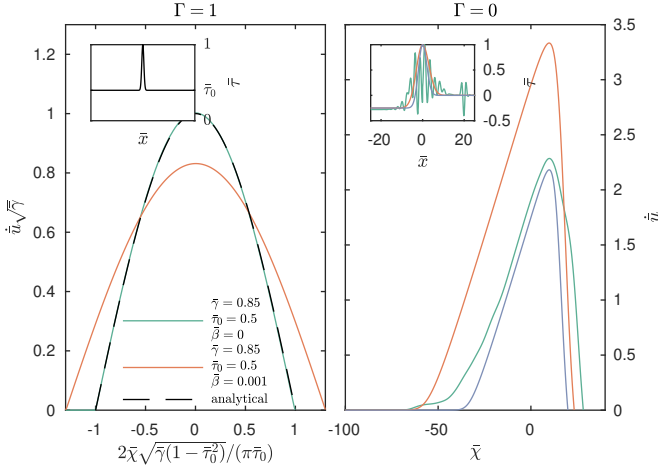 Γ = 1
Γ = 0
1.2
1
0.8
0.6
0.4
0.2
0
u̇√γ̄
1
τ̄₀
0
τ̄
x̄
γ̄ = 0.85
τ̄₀ = 0.5
β̄ = 0
γ̄ = 0.85
τ̄₀ = 0.5
β̄ = 0.001
analytical
-1 -0.5 0 0.5 1
2χ̄√γ̄(1 − τ̄₀²)/(πτ̄₀)
1
0.5
0
-0.5
τ̄
-25 0 25
x̄
3.5
3
2.5
2
1.5
1
0.5
0
u̇
-100 -50 0
χ̄